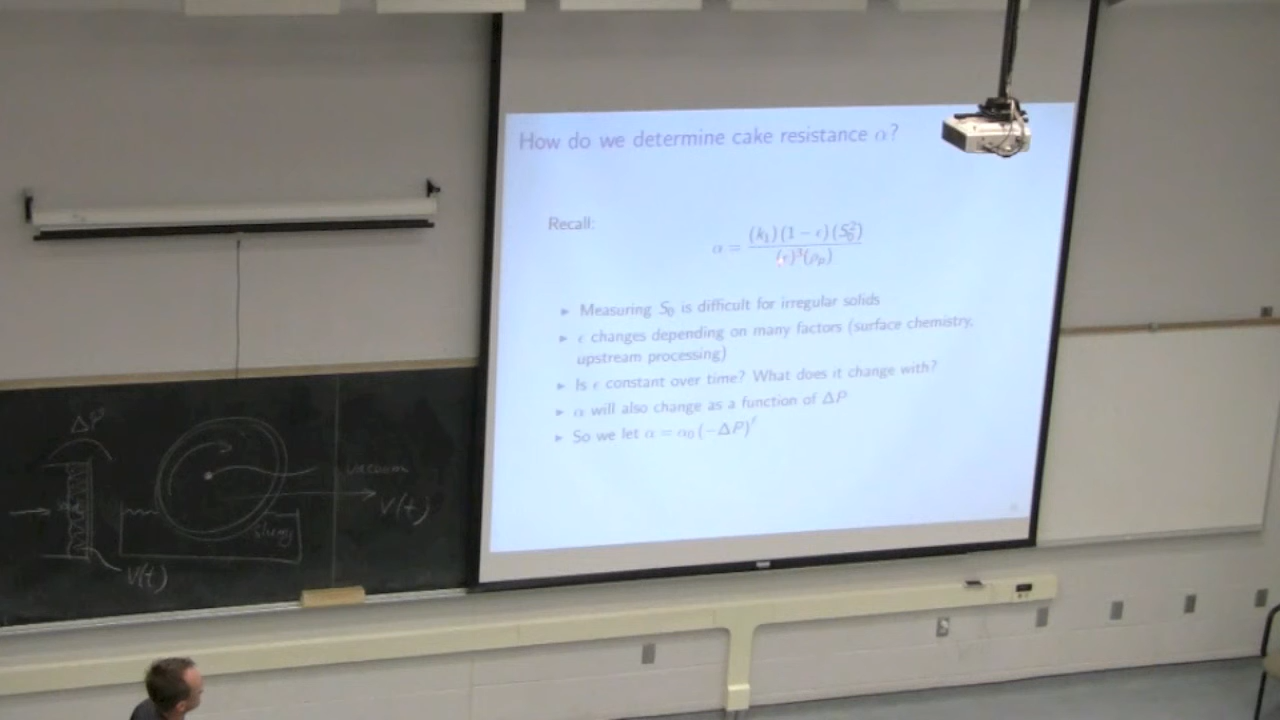 How do we determine cake resistance α?
Recall:
α = (k₁)(1 − ϵ)(S₀²) / (ϵ)³(ρₚ)
▸ Measuring S₀ is difficult for irregular solids
▸ ϵ changes depending on many factors (surface chemistry,
upstream processing)
▸ Is ϵ constant over time? What does it change with?
▸ α will also change as a function of ΔP
▸ So we let α = α₀ (−ΔP)ᶠ
ΔP
V(t)
vacuum
V(t)
slurry